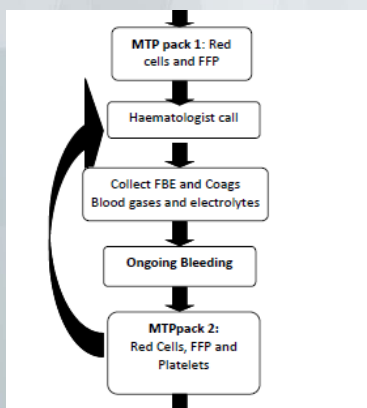 MTP pack 1: Red
cells and FFP
Haematologist call
Collect FBE and Coags
Blood gases and electrolytes
Ongoing Bleeding
MTPpack 2:
Red Cells, FFP and
Platelets